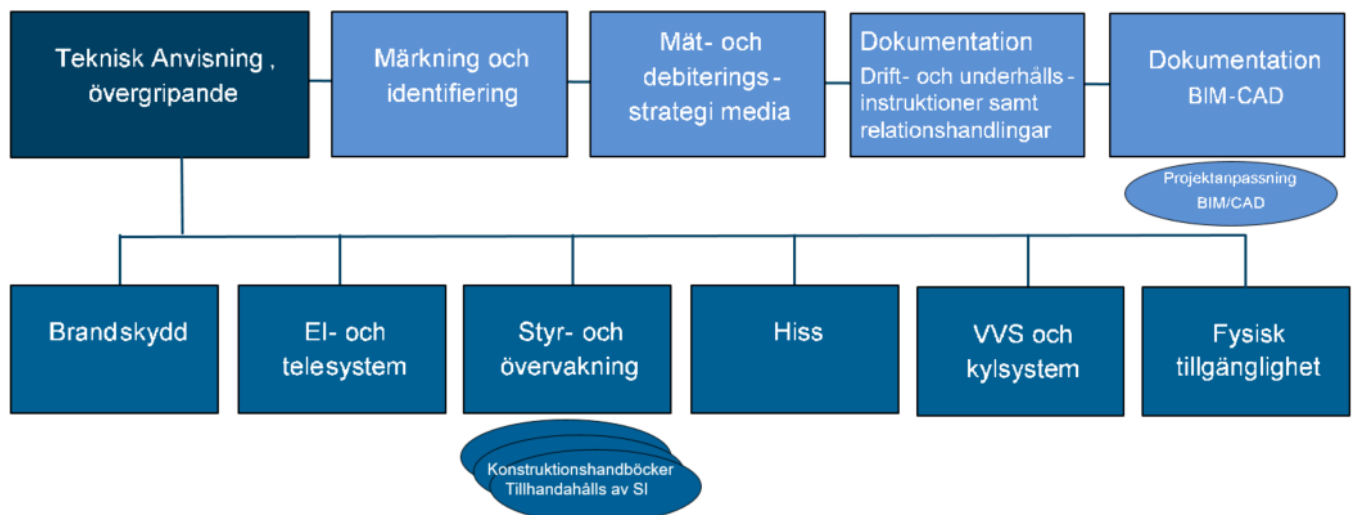 Teknisk Anvisning ,
övergripande
Märkning och
identifiering
Mät- och
debiterings -
strategi media
Dokumentation
Drift- och underhålls -
instruktioner samt
relationshandlingar
Dokumentation
BIM-CAD
Projektanpassning
BIM/CAD
Brandskydd
El- och
telesystem
Styr- och
övervakning
Hiss
VVS och
kylsystem
Fysisk
tillgänglighet
Konstruktionshandböcker
Tillhandahålls av SI